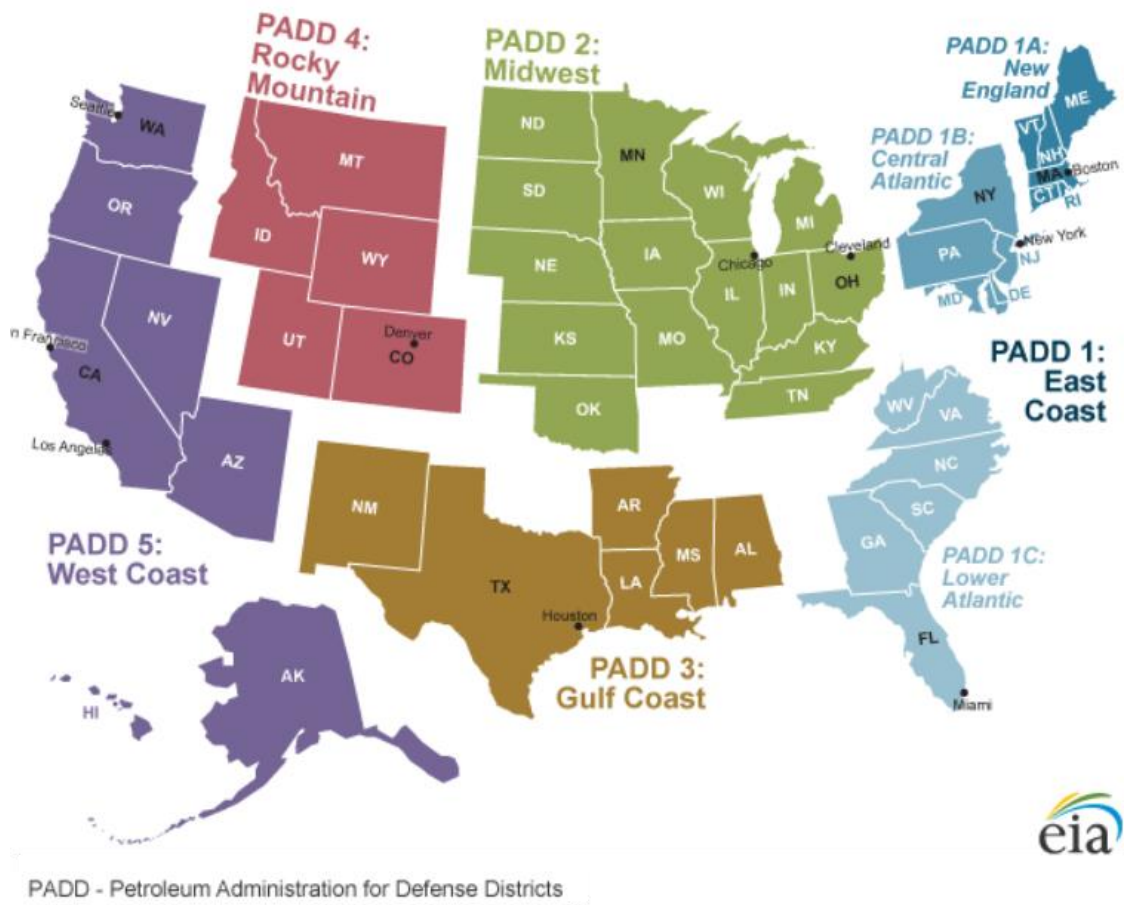 PADD 4:
Rocky
Mountain
PADD 2:
Midwest
PADD 1A:
New
England
PADD 1B:
Central
Atlantic
Seattle
WA
OR
NV
n Francisco
CA
Los Angeles
AZ
MT
ID
WY
UT
Denver
CO
ND
MN
SD
WI
MI
NE
IA
Chicago
Cleveland
IL
IN
OH
KS
MO
KY
OK
TN
ME
VT
NH
MA
Boston
CT
RI
NY
New York
PA
NJ
MD
DE
PADD 1:
East
Coast
WV
VA
NC
SC
GA
PADD 1C:
Lower
Atlantic
FL
Miami
PADD 5:
West Coast
NM
TX
AR
LA
MS
AL
Houston
PADD 3:
Gulf Coast
AK
HI
eia
PADD - Petroleum Administration for Defense Districts